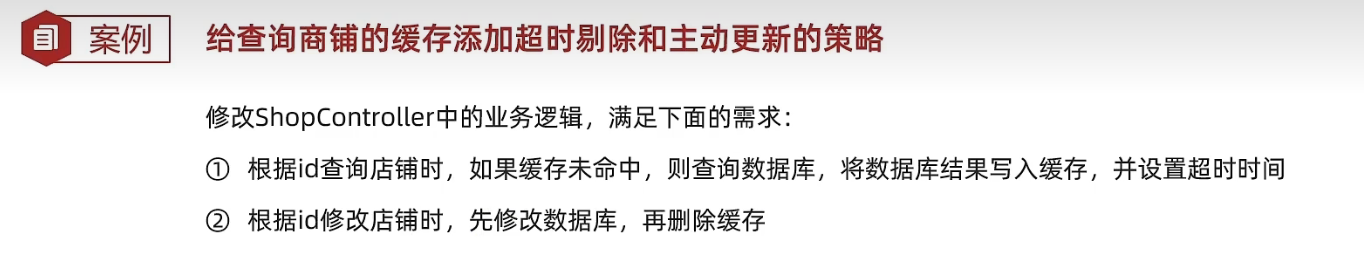 案例 给查询商铺的缓存添加超时剔除和主动更新的策略
修改ShopController中的业务逻辑，满足下面的需求：
① 根据id查询店铺时，如果缓存未命中，则查询数据库，将数据库结果写入缓存，并设置超时时间
② 根据id修改店铺时，先修改数据库，再删除缓存